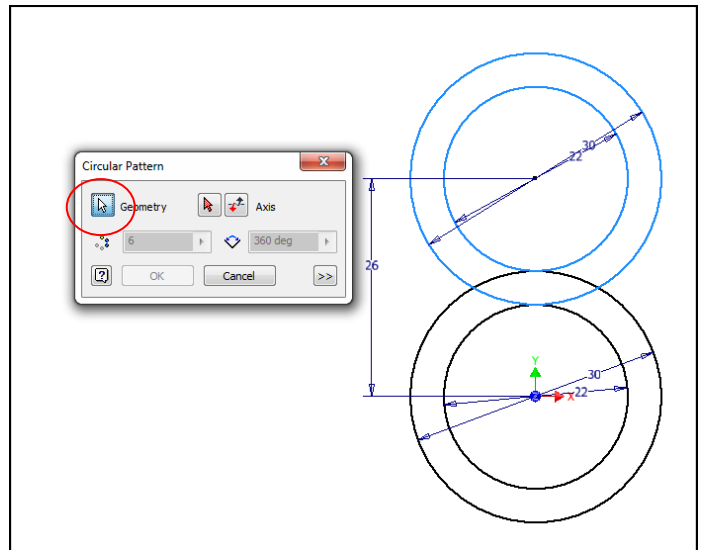 Circular Pattern
X
Geometry Axis
6 360 deg
? OK Cancel >>
30
22
26
Y
30
22
X
Z